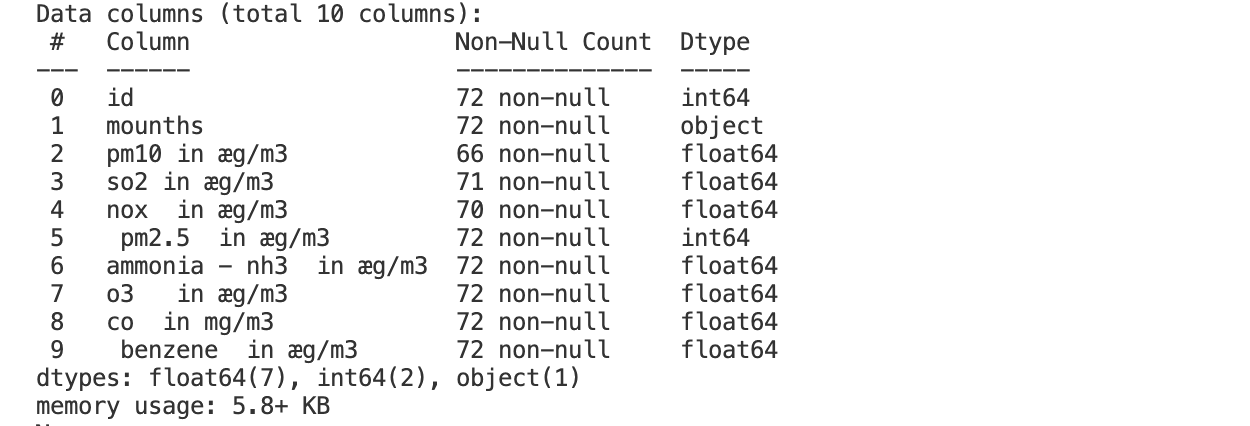 Data columns (total 10 columns):
#   Column                   Non-Null Count  Dtype
---  ------                   --------------  -----
0   id                       72 non-null     int64
1   mounths                  72 non-null     object
2   pm10 in æg/m3            66 non-null     float64
3   so2 in æg/m3             71 non-null     float64
4   nox  in æg/m3            70 non-null     float64
5    pm2.5  in æg/m3         72 non-null     int64
6   ammonia - nh3  in æg/m3  72 non-null     float64
7   o3   in æg/m3            72 non-null     float64
8   co  in mg/m3             72 non-null     float64
9    benzene  in æg/m3       72 non-null     float64
dtypes: float64(7), int64(2), object(1)
memory usage: 5.8+ KB